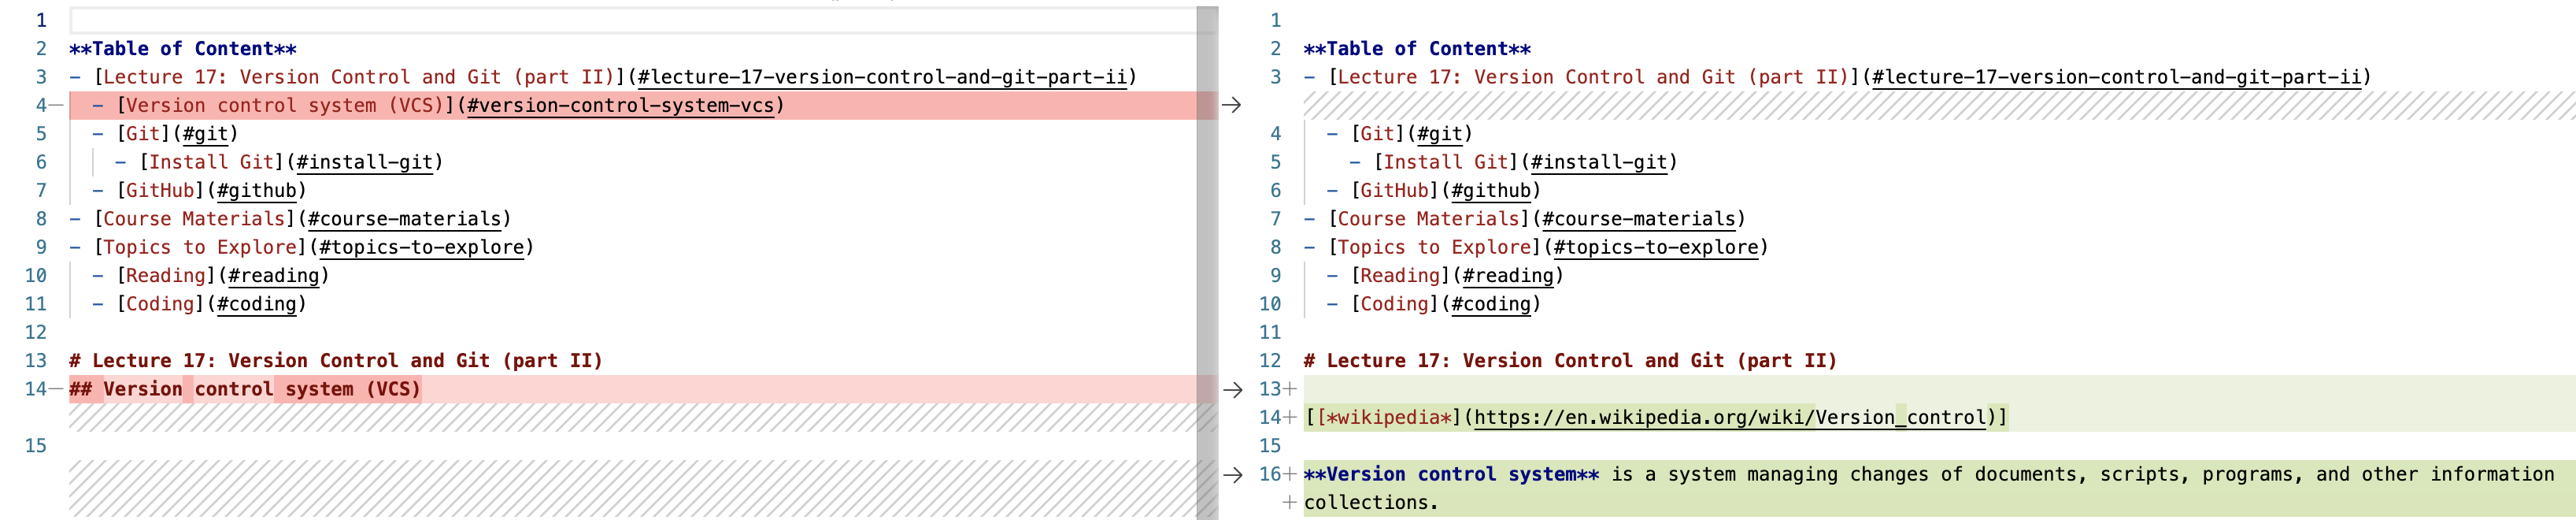 1
2 **Table of Content**
3 - [Lecture 17: Version Control and Git (part II)](#lecture-17-version-control-and-git-part-ii)
4— - [Version control system (VCS)](#version-control-system-vcs)
5 - [Git](#git)
6 - [Install Git](#install-git)
7 - [GitHub](#github)
8 - [Course Materials](#course-materials)
9 - [Topics to Explore](#topics-to-explore)
10 - [Reading](#reading)
11 - [Coding](#coding)
12
13 # Lecture 17: Version Control and Git (part II)
14— ## Version control system (VCS)
15
1
2 **Table of Content**
3 - [Lecture 17: Version Control and Git (part II)](#lecture-17-version-control-and-git-part-ii)
→
4 - [Git](#git)
5 - [Install Git](#install-git)
6 - [GitHub](#github)
7 - [Course Materials](#course-materials)
8 - [Topics to Explore](#topics-to-explore)
9 - [Reading](#reading)
10 - [Coding](#coding)
11
12 # Lecture 17: Version Control and Git (part II)
→ 13+
14+ [[*wikipedia*](https://en.wikipedia.org/wiki/Version_control)]
15
→ 16+ **Version control system** is a system managing changes of documents, scripts, programs, and other information
+ collections.